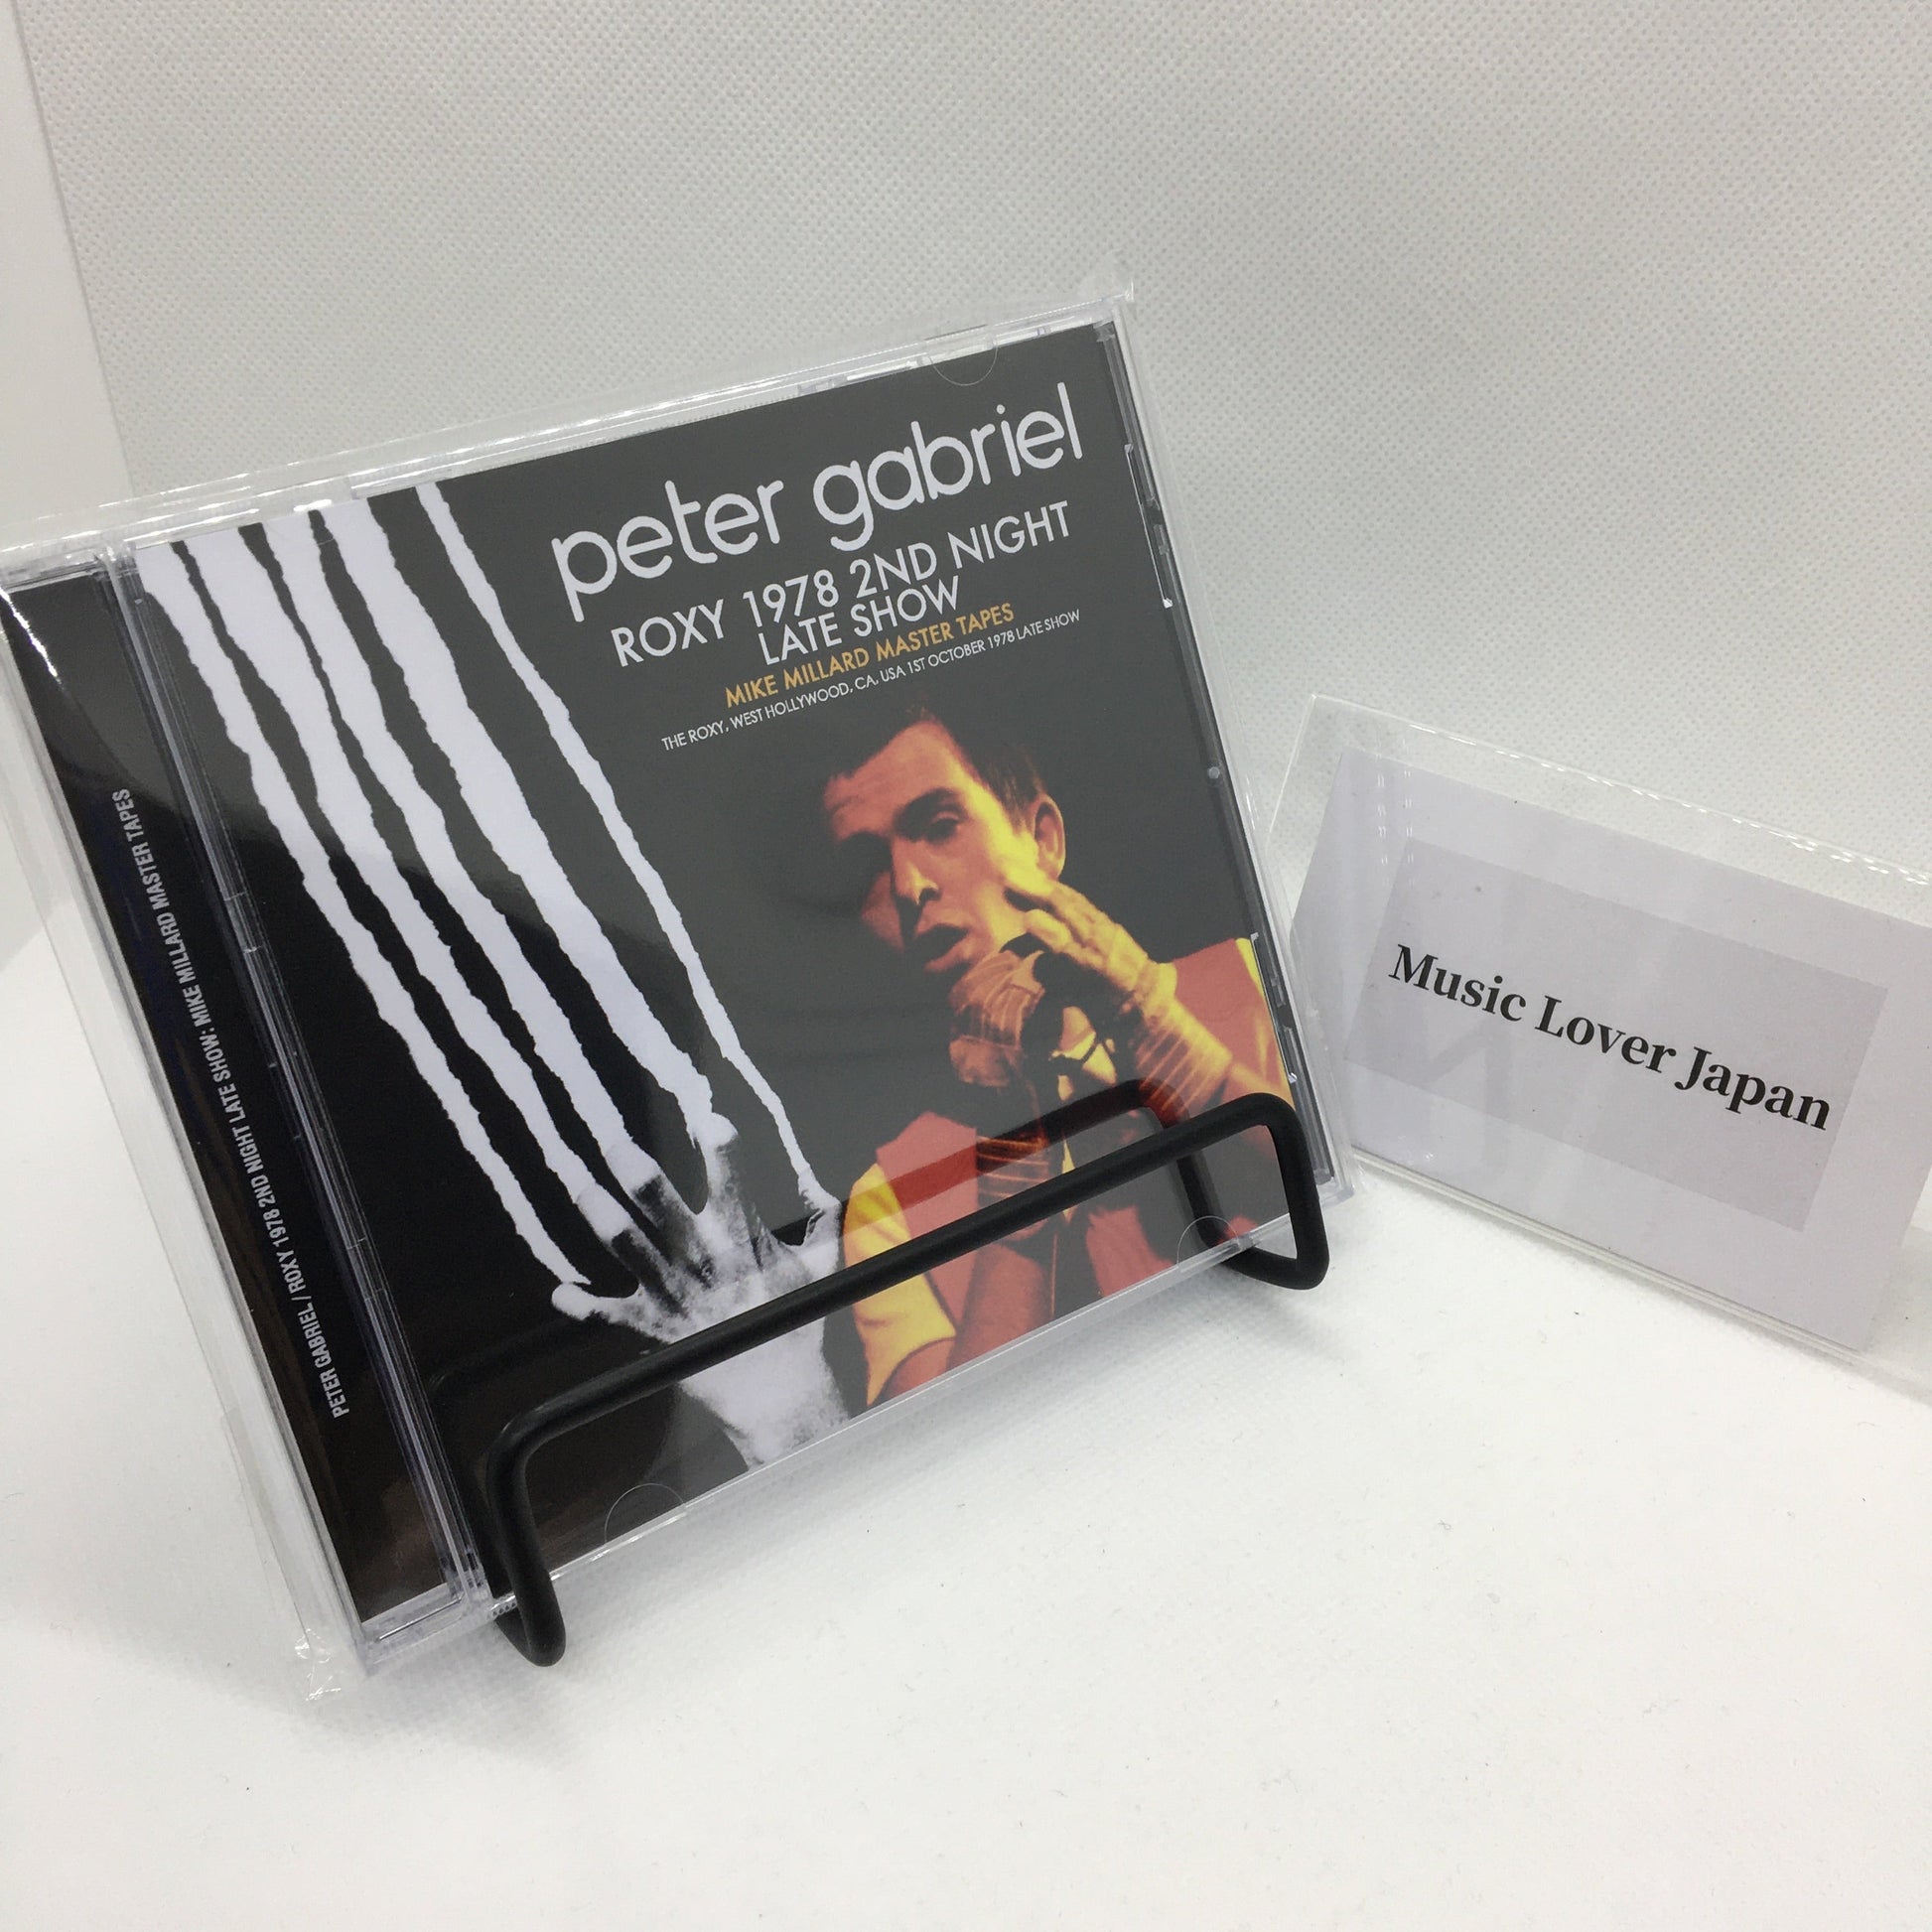 peter gabriel
ROXY 1978 2ND NIGHT
LATE SHOW
MIKE MILLARD MASTER TAPES
THE ROXY, WEST HOLLYWOOD, CA, USA 1ST OCTOBER 1978 LATE SHOW
PETER GABRIEL / ROXY 1978 2ND NIGHT LATE SHOW: MIKE MILLARD MASTER TAPES
Music Lover Japan